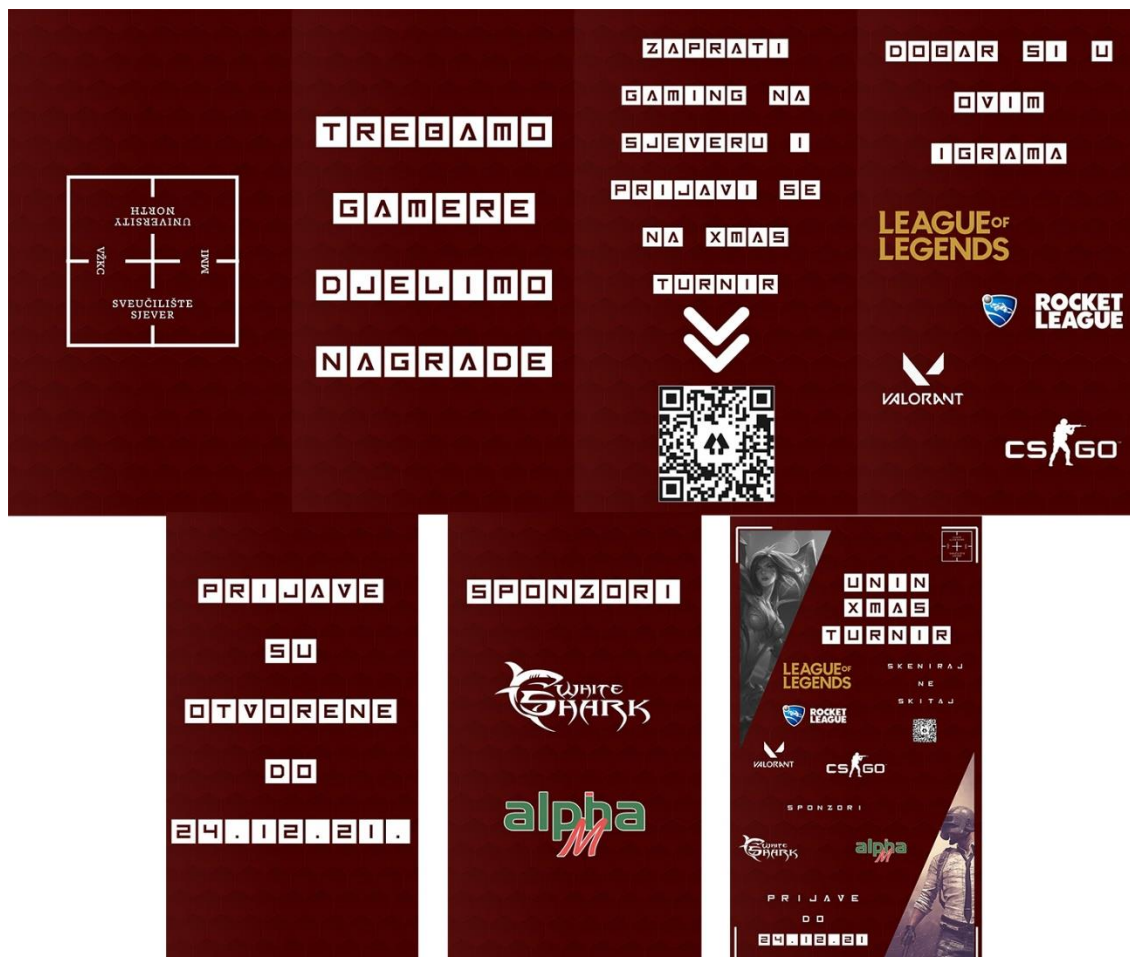 UNIVERSITY
NORTH
VŽKC
MMI
SVEUČILIŠTE
SJEVER
TREBAMO
GAMERE
DJELIMO
NAGRADE
ZAPRATI
GAMING NA
SJEVERU I
PRIJAVI SE
NA XMAS
TURNIR
DOBAR SI U
OVIM
IGRAMA
LEAGUE OF
LEGENDS
ROCKET
LEAGUE
VALORANT
CS GO
PRIJAVE
SU
OTVORENE
DO
24.12.21.
SPONZORI
WHITE
SHARK
alpha
M
UNIN
XMAS
TURNIR
LEAGUE OF
LEGENDS
SKENIRAJ
NE
SKITAJ
ROCKET
LEAGUE
VALORANT
CS GO
SPONZORI
WHITE
SHARK
alpha
M
PRIJAVE
DO
24.12.21